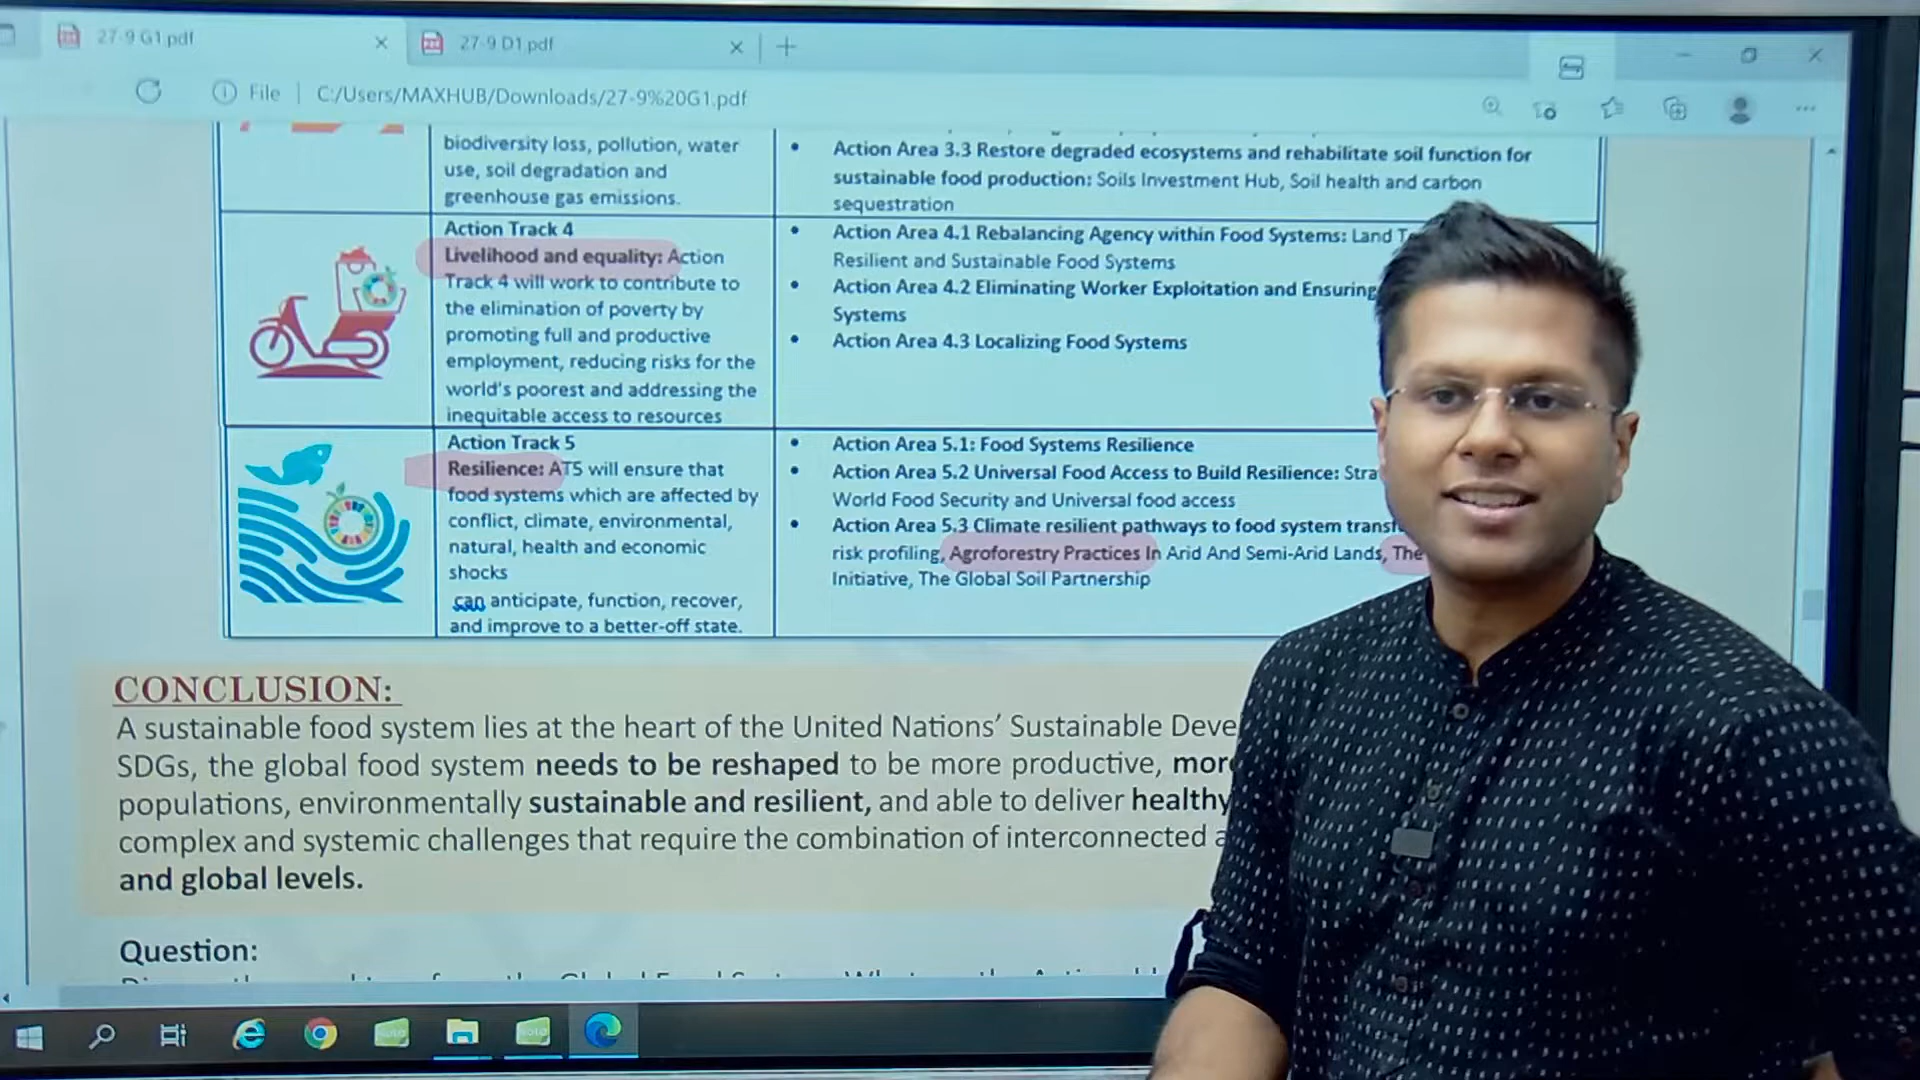 27-9 G1.pdf
27-9 D1.pdf
File
C:/Users/MAXHUB/Downloads/27-9%20G1.pdf
biodiversity loss, pollution, water
use, soil degradation and
greenhouse gas emissions.
• Action Area 3.3 Restore degraded ecosystems and rehabilitate soil function for
sustainable food production: Soils Investment Hub, Soil health and carbon
sequestration
Action Track 4
Livelihood and equality: Action
Track 4 will work to contribute to
the elimination of poverty by
promoting full and productive
employment, reducing risks for the
world's poorest and addressing the
inequitable access to resources
• Action Area 4.1 Rebalancing Agency within Food Systems: Land
Resilient and Sustainable Food Systems
• Action Area 4.2 Eliminating Worker Exploitation and Ensuring
Systems
• Action Area 4.3 Localizing Food Systems
Action Track 5
Resilience: AT5 will ensure that
food systems which are affected by
conflict, climate, environmental,
natural, health and economic
shocks
can anticipate, function, recover,
and improve to a better-off state.
• Action Area 5.1: Food Systems Resilience
• Action Area 5.2 Universal Food Access to Build Resilience:
World Food Security and Universal food access
• Action Area 5.3 Climate resilient pathways to food system
risk profiling, Agroforestry Practices In Arid And Semi-Arid Lands, The
Initiative, The Global Soil Partnership
CONCLUSION:
A sustainable food system lies at the heart of the United Nations’ Sustainable
SDGs, the global food system needs to be reshaped to be more productive,
populations, environmentally sustainable and resilient, and able to deliver healthy
complex and systemic challenges that require the combination of interconnected
and global levels.
Question: